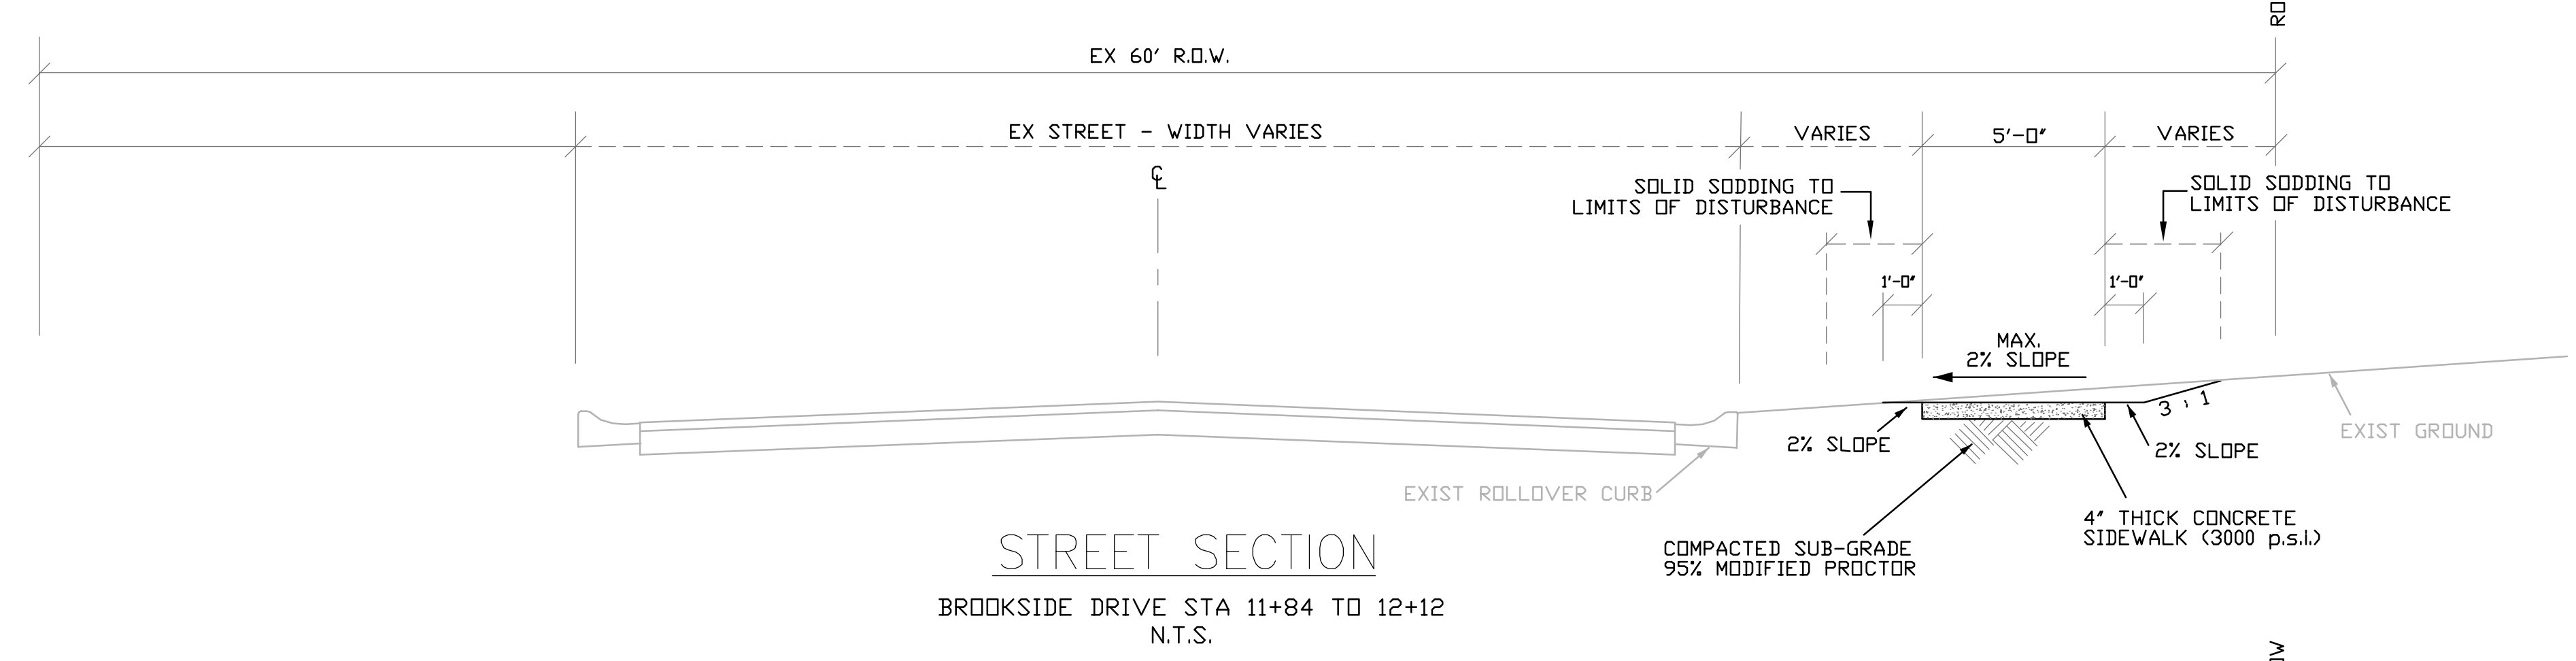 RO
EX 60' R.O.W.
EX STREET - WIDTH VARIES
VARIES
5'-0"
VARIES
CL
SOLID SODDING TO
LIMITS OF DISTURBANCE
SOLID SODDING TO
LIMITS OF DISTURBANCE
1'-0"
1'-0"
MAX.
2% SLOPE
3 : 1
2% SLOPE
2% SLOPE
EXIST GROUND
EXIST ROLLOVER CURB
4" THICK CONCRETE
SIDEWALK (3000 p.s.i.)
COMPACTED SUB-GRADE
95% MODIFIED PROCTOR
STREET SECTION
BROOKSIDE DRIVE STA 11+84 TO 12+12
N.T.S.